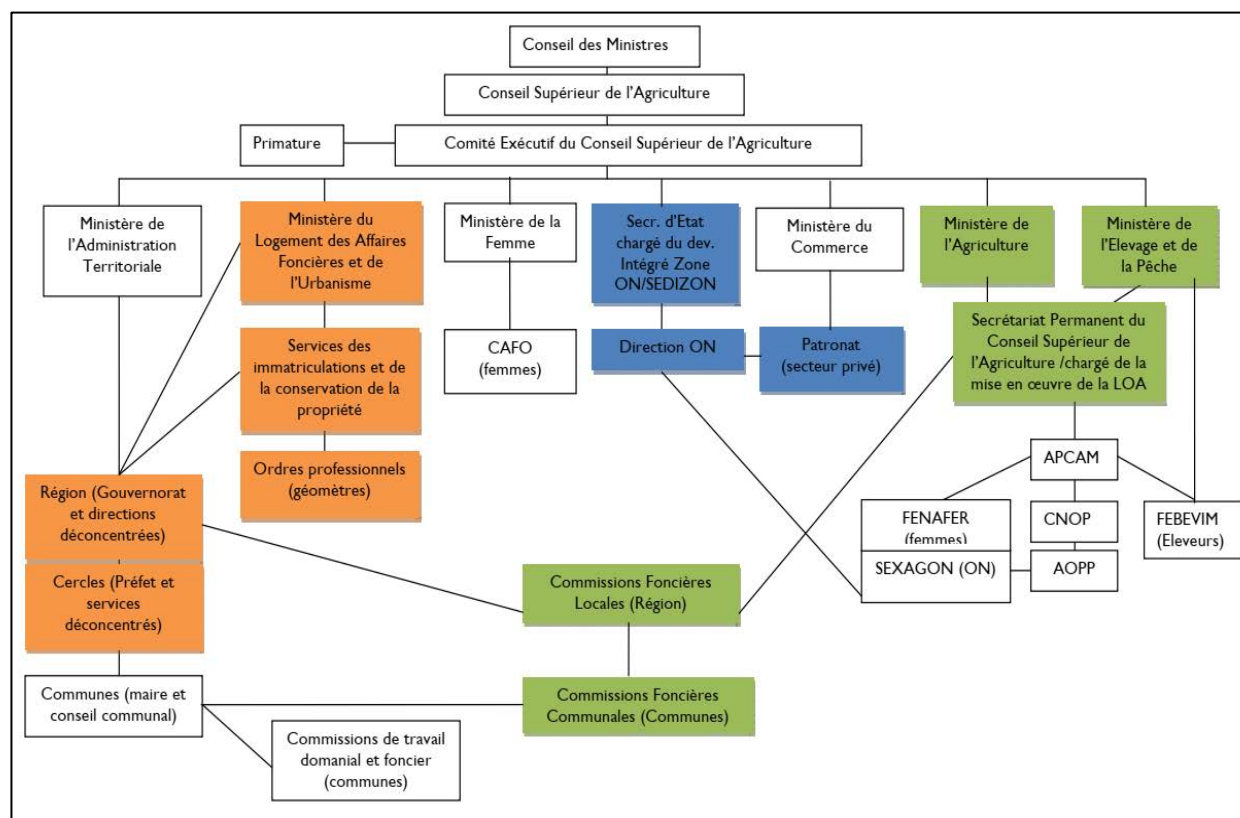 Conseil des Ministres
Conseil Supérieur de l'Agriculture
Primature
Comité Exécutif du Conseil Supérieur de l'Agriculture
Ministère de
l'Administration
Territoriale
Ministère du
Logement des Affaires
Foncières et de
l'Urbanisme
Ministère de la
Femme
Secr. d'Etat
chargé du dev.
Intégré Zone
ON/SEDIZON
Ministère du
Commerce
Ministère de
l'Agriculture
Ministère de
l'Elevage et de
la Pêche
Services des
immatriculations et de
la conservation de la
propriété
CAFO
(femmes)
Direction ON
Patronat
(secteur privé)
Secrétariat Permanent du
Conseil Supérieur de
l'Agriculture /chargé de la
mise en œuvre de la LOA
Ordres professionnels
(géomètres)
APCAM
Région (Gouvernorat
et directions
déconcentrées)
FENAFER
(femmes)
CNOP
FEBEVIM
(Eleveurs)
SEXAGON (ON)
AOPP
Cercles (Préfet et
services
déconcentrés)
Commissions Foncières
Locales (Région)
Communes (maire et
conseil communal)
Commissions Foncières
Communales (Communes)
Commissions de travail
domanial et foncier
(communes)